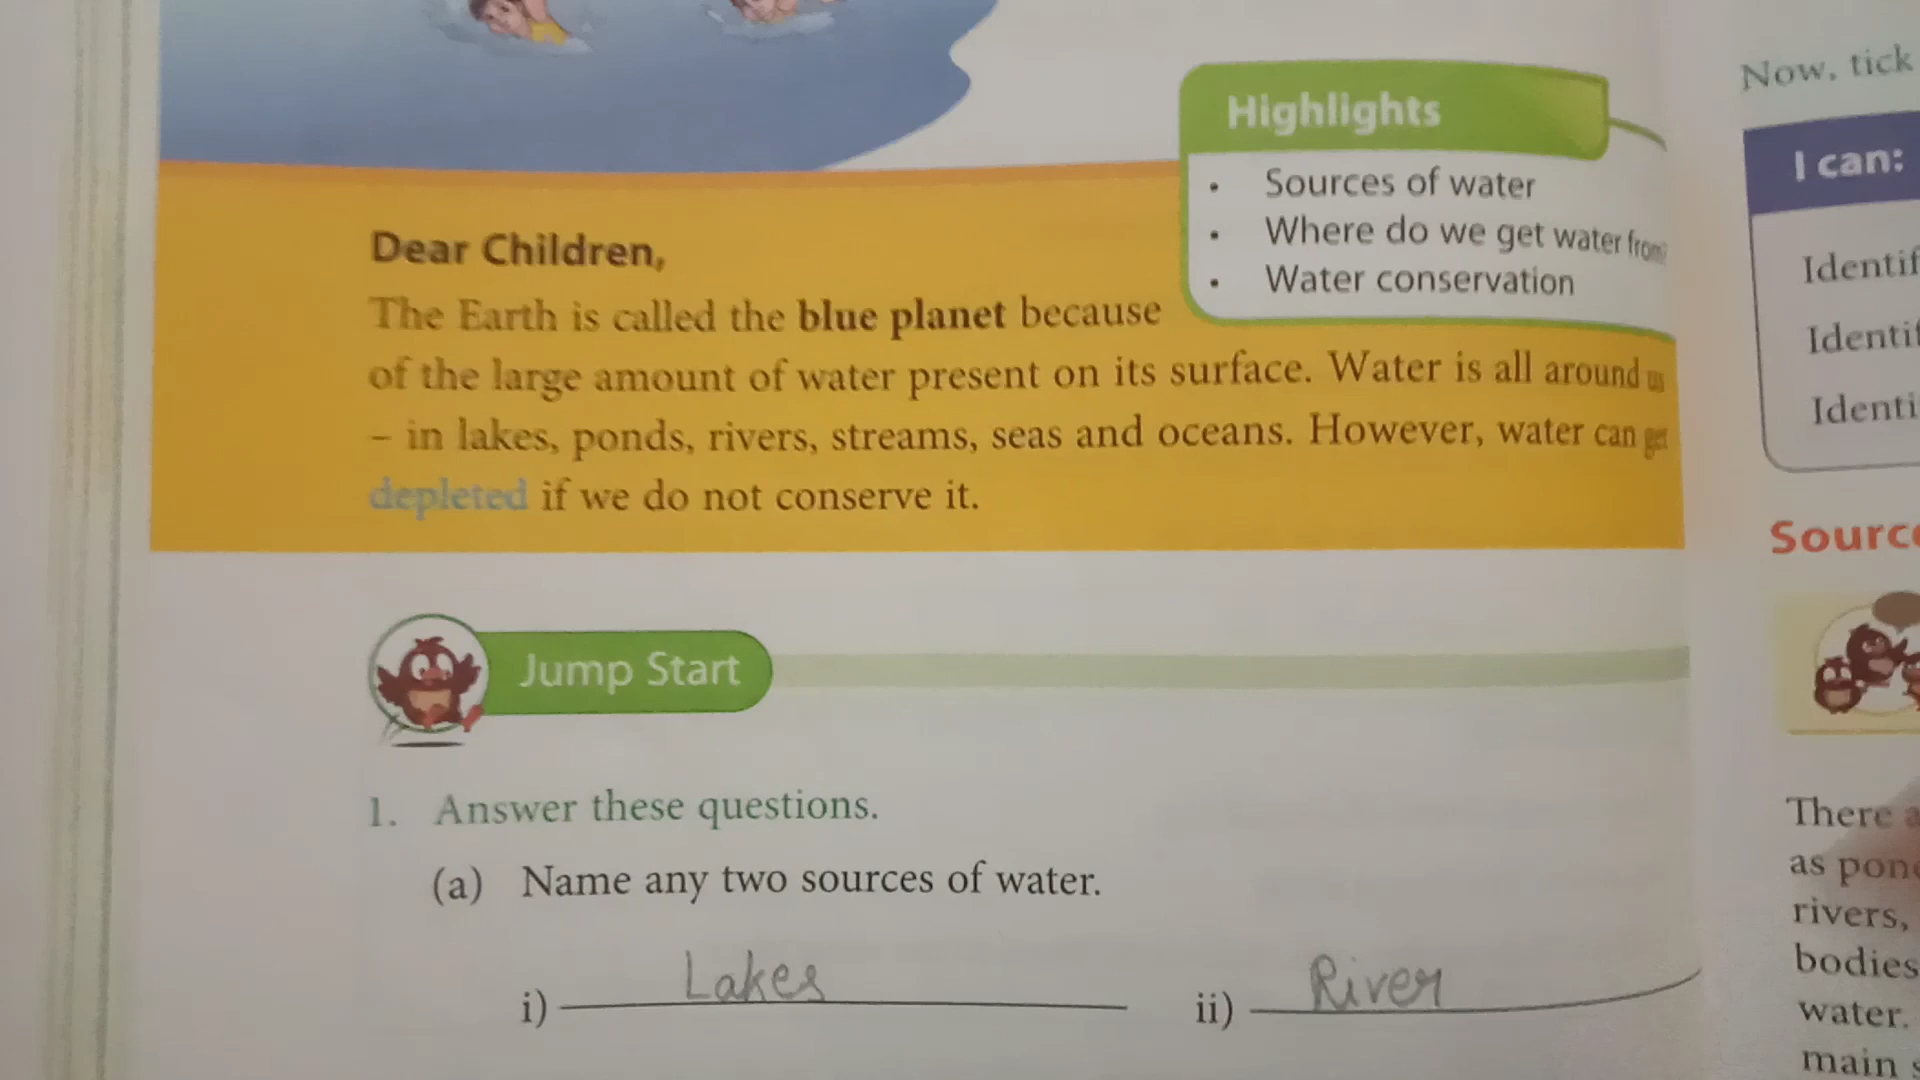 Highlights
• Sources of water
• Where do we get water from?
• Water conservation
Dear Children,
The Earth is called the blue planet because
of the large amount of water present on its surface. Water is all around us
– in lakes, ponds, rivers, streams, seas and oceans. However, water can get
depleted if we do not conserve it.
Jump Start
1. Answer these questions.
(a) Name any two sources of water.
i) Lakes ii) River
Now, tick
I can:
There
as
rivers,
bodies
water.
main